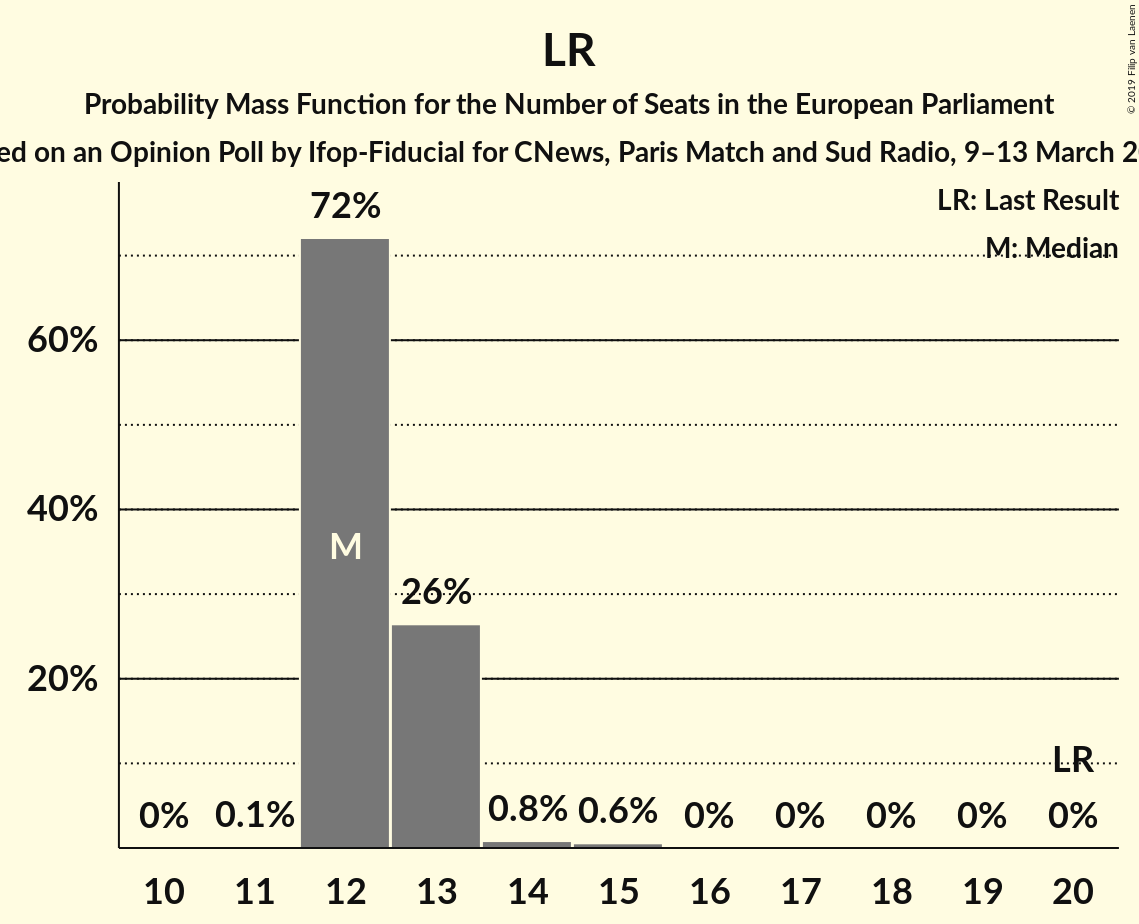 LR
Probability Mass Function for the Number of Seats in the European Parliament
on an Opinion Poll by Ifop-Fiducial for CNews, Paris Match and Sud Radio, 9–13 March
© 2019 Filip van Laenen
LR: Last Result
M: Median
72%
60%
40%
M
26%
20%
LR
0% 0.1% 0.8% 0.6% 0% 0% 0% 0% 0%
10 11 12 13 14 15 16 17 18 19 20